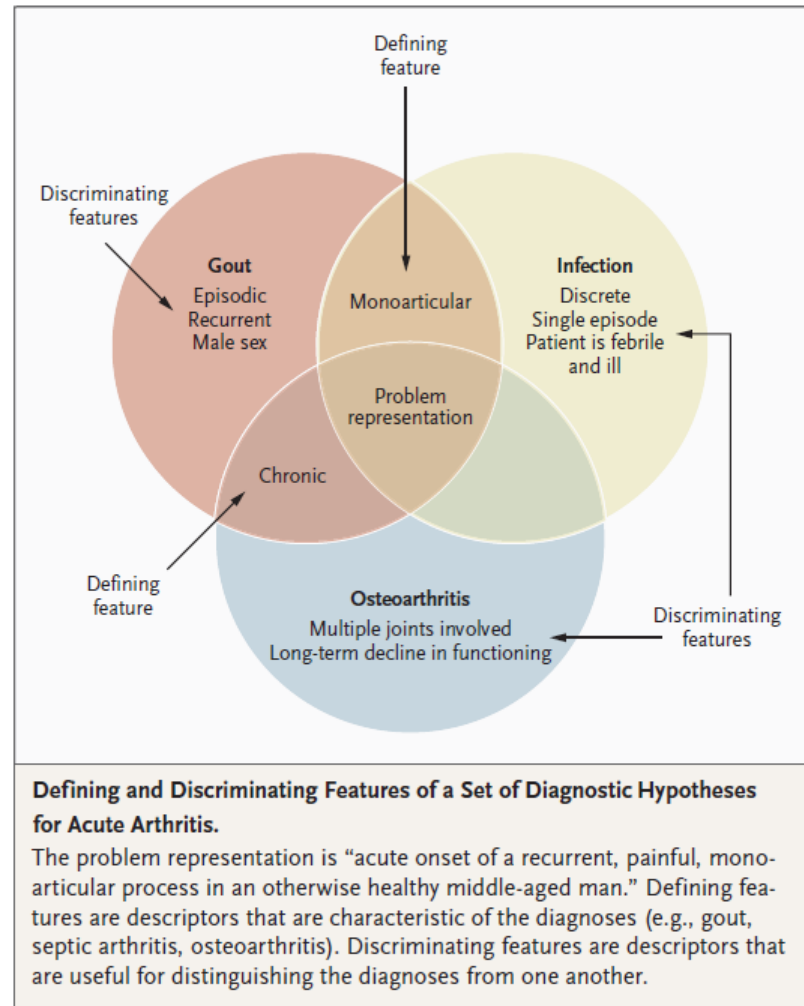 Defining
feature
Discriminating
features
Gout
Episodic
Recurrent
Male sex
Monoarticular
Infection
Discrete
Single episode
Patient is febrile
and ill
Problem
representation
Chronic
Defining
feature
Osteoarthritis
Multiple joints involved
Long-term decline in functioning
Discriminating
features
Defining and Discriminating Features of a Set of Diagnostic Hypotheses
for Acute Arthritis.
The problem representation is “acute onset of a recurrent, painful, mono-
articular process in an otherwise healthy middle-aged man.” Defining fea-
tures are descriptors that are characteristic of the diagnoses (e.g., gout,
septic arthritis, osteoarthritis). Discriminating features are descriptors that
are useful for distinguishing the diagnoses from one another.